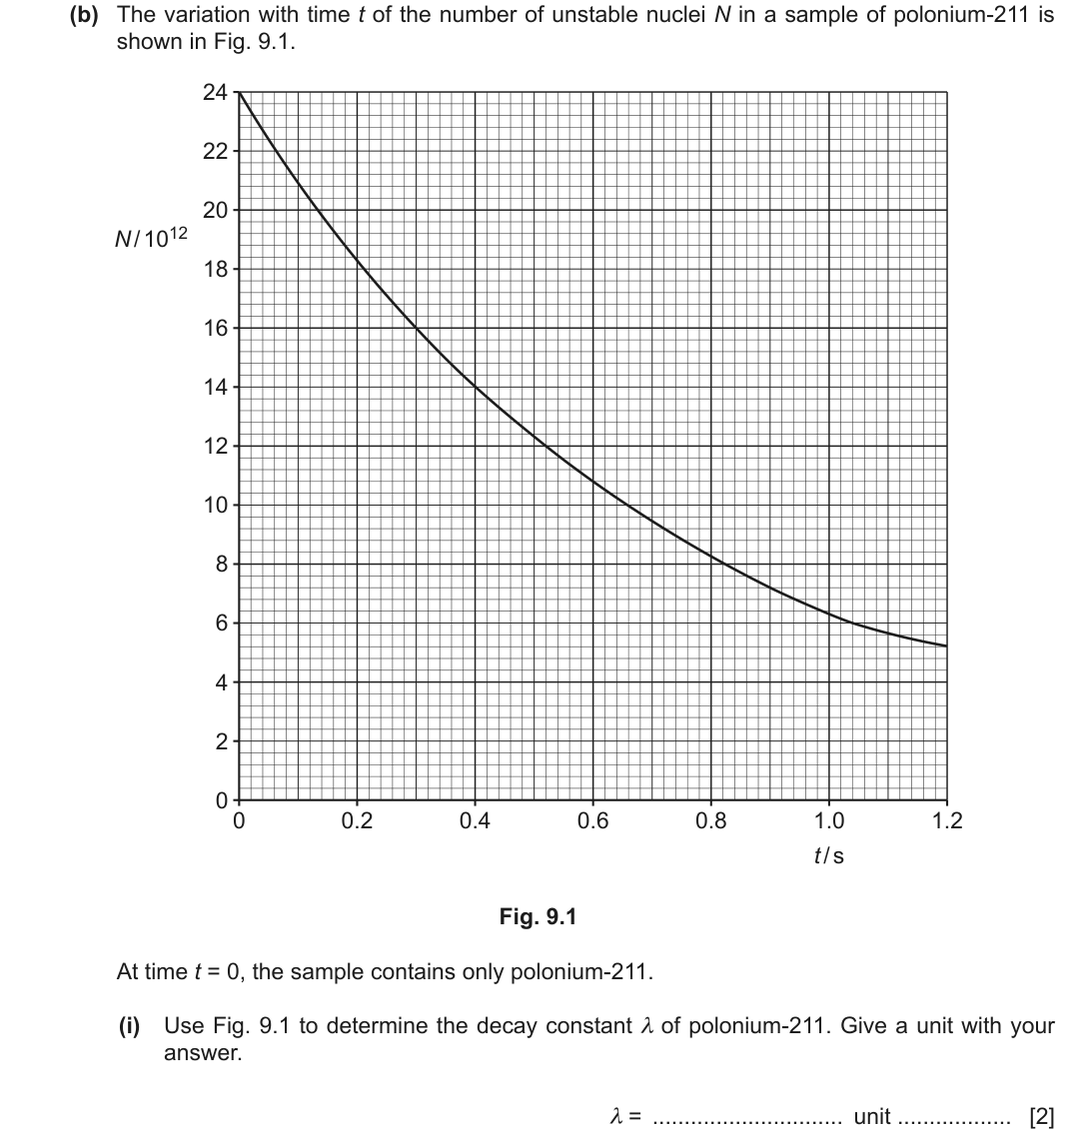 (b) The variation with time t of the number of unstable nuclei N in a sample of polonium-211 is
shown in Fig. 9.1.
24
22
20
N/10¹²
18
16
14
12
10
8
6
4
2
0
0 0.2 0.4 0.6 0.8 1.0 1.2
t/s
Fig. 9.1
At time t = 0, the sample contains only polonium-211.
(i) Use Fig. 9.1 to determine the decay constant λ of polonium-211. Give a unit with your
answer.
λ = .............................. unit .................. [2]